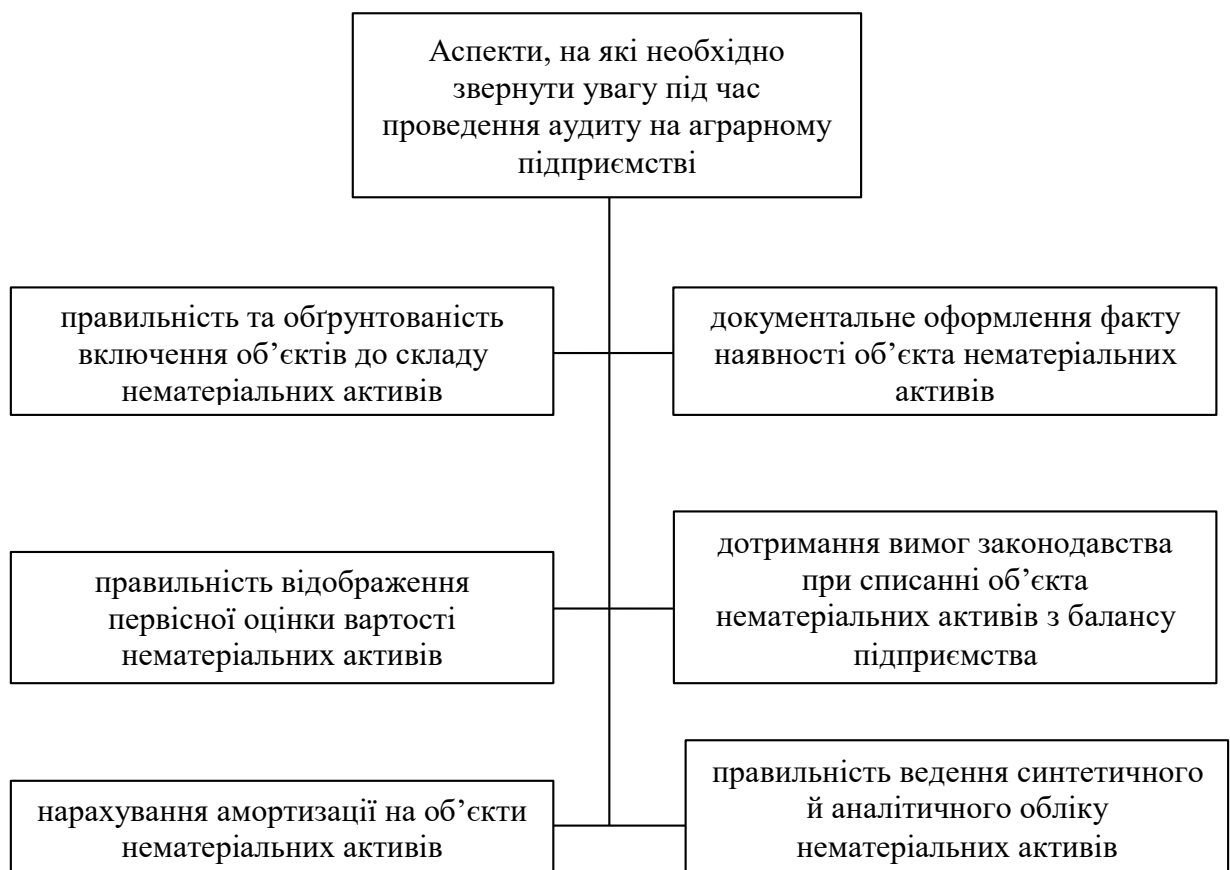 Аспекти, на які необхідно
звернути увагу під час
проведення аудиту на аграрному
підприємстві
правильність та обґрунтованість
включення об’єктів до складу
нематеріальних активів
документальне оформлення факту
наявності об’єкта нематеріальних
активів
правильність відображення
первісної оцінки вартості
нематеріальних активів
дотримання вимог законодавства
при списанні об’єкта
нематеріальних активів з балансу
підприємства
нарахування амортизації на об’єкти
нематеріальних активів
правильність ведення синтетичного
й аналітичного обліку
нематеріальних активів